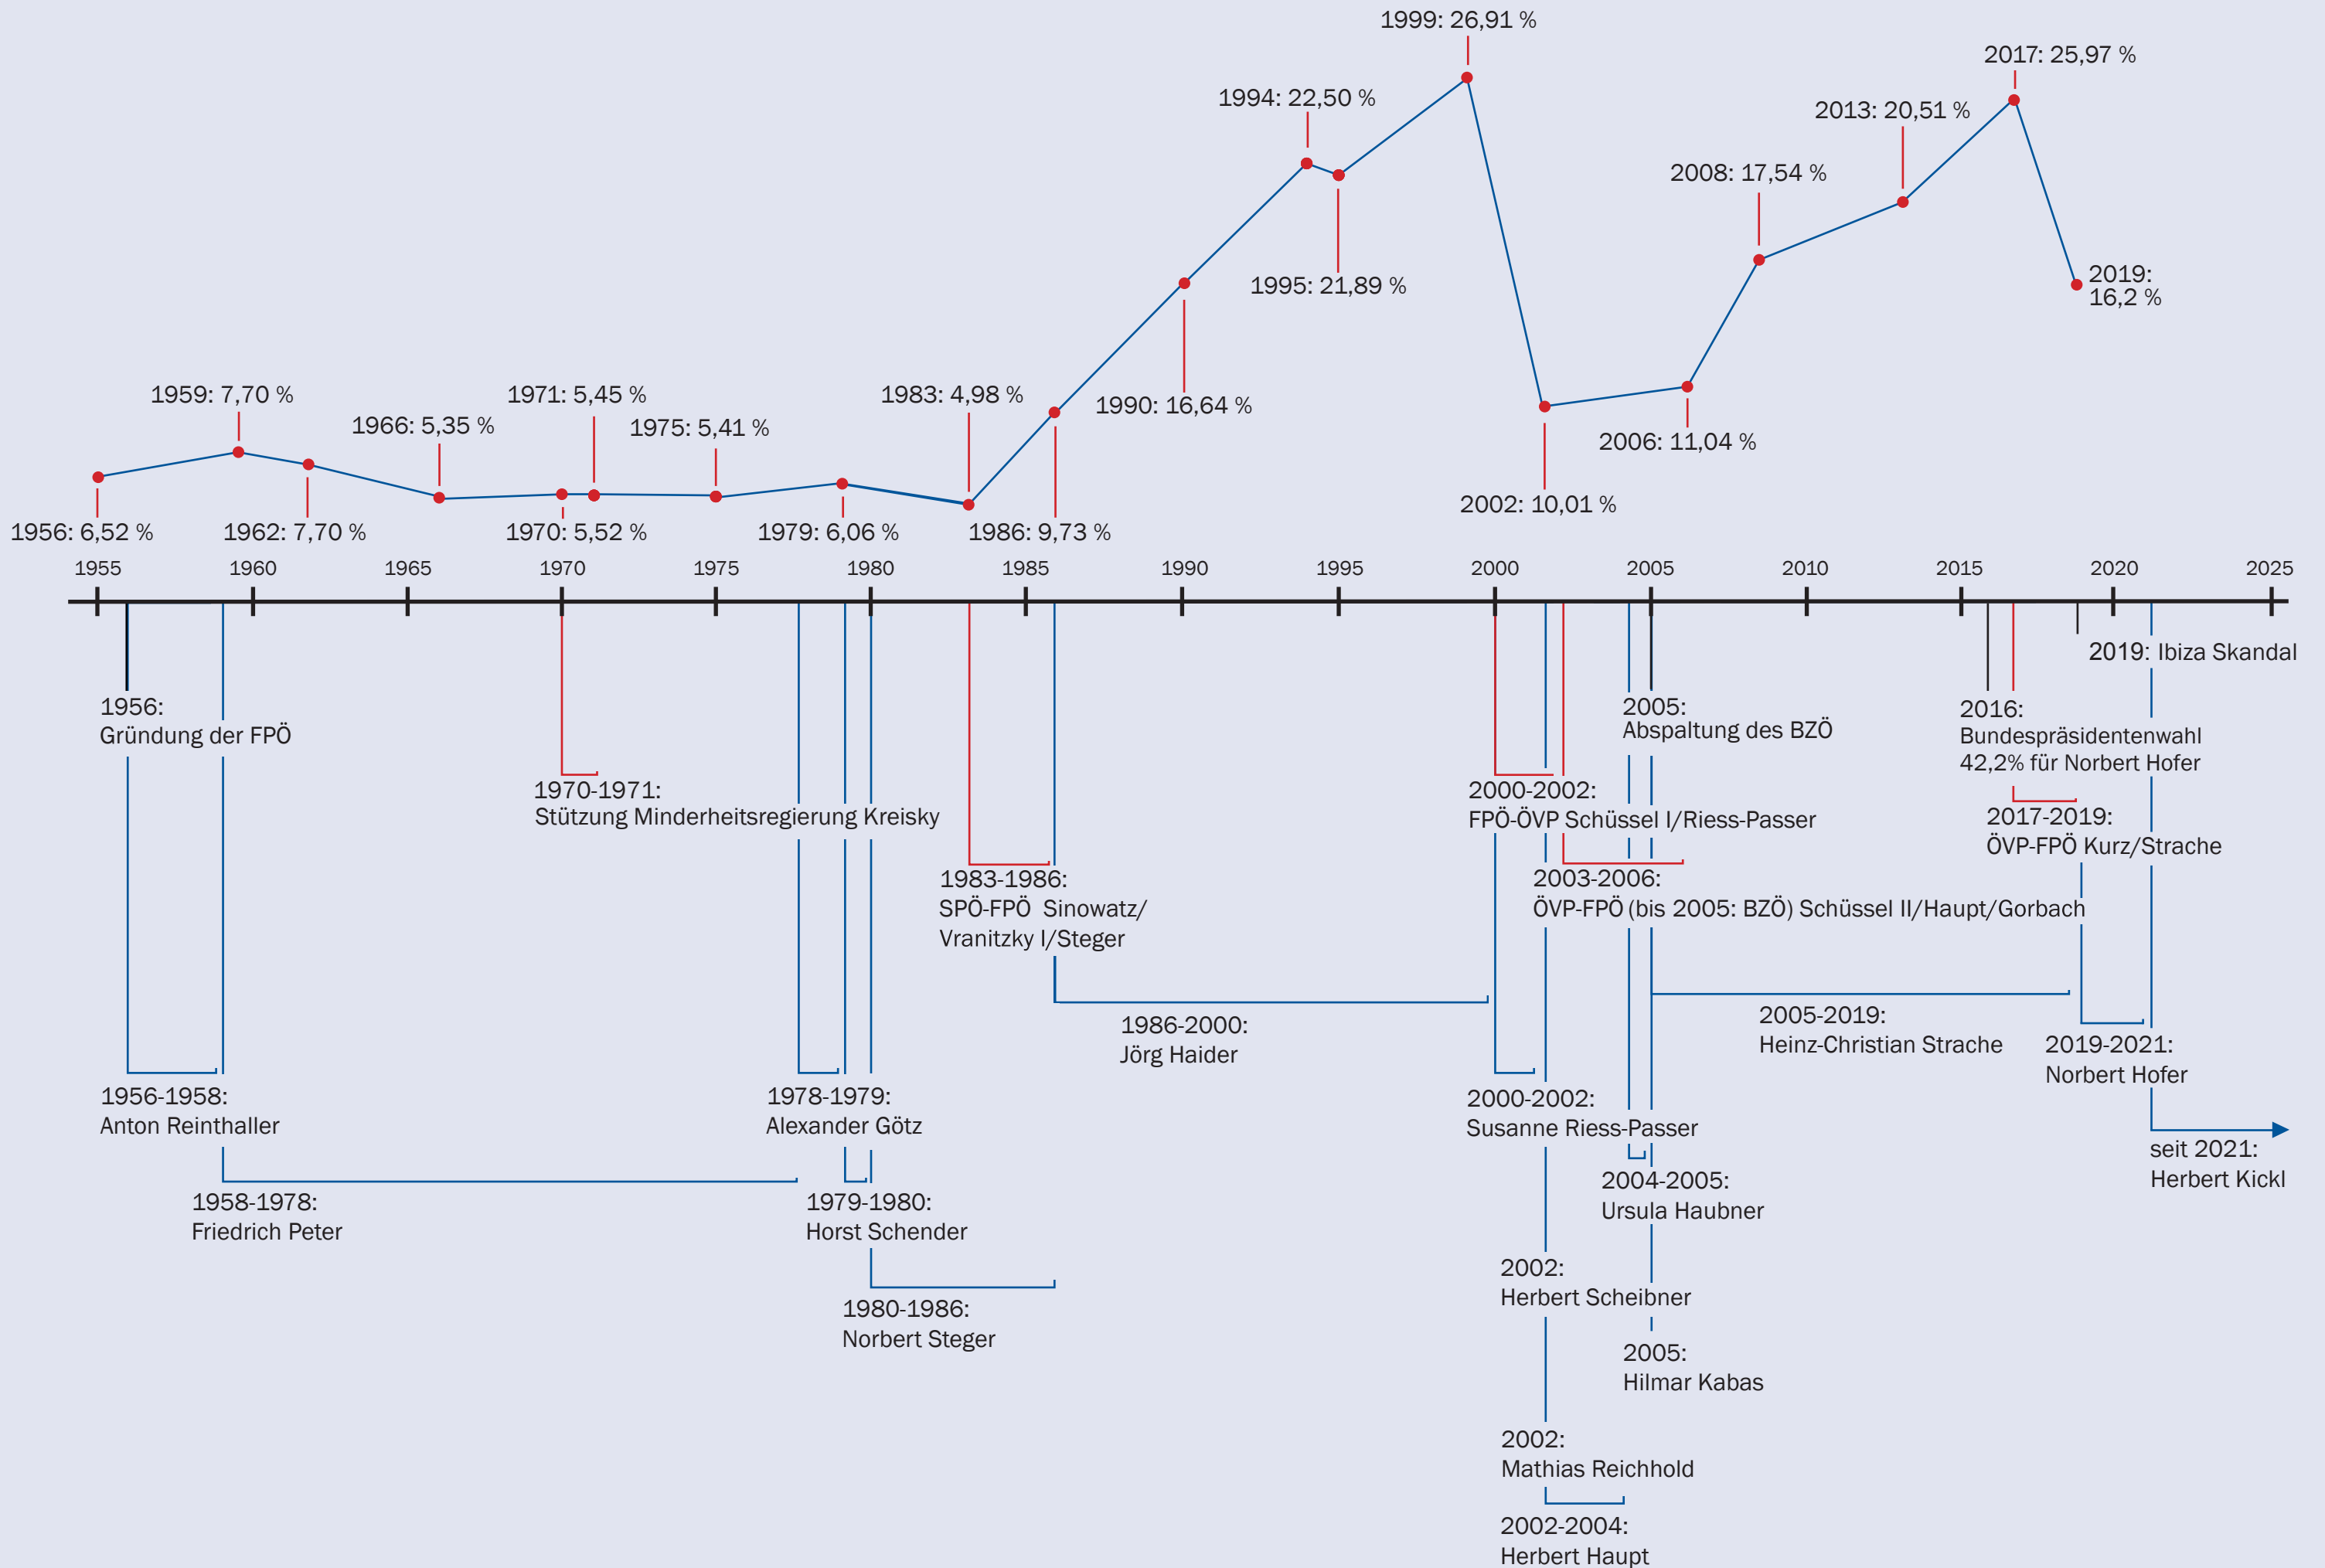 1999: 26,91 %
2017: 25,97 %
1994: 22,50 %
2013: 20,51 %
2008: 17,54 %
2019:
16,2 %
1995: 21,89 %
1959: 7,70 %
1971: 5,45 %
1983: 4,98 %
1990: 16,64 %
1966: 5,35 %
1975: 5,41 %
2006: 11,04 %
2002: 10,01 %
1956: 6,52 %
1962: 7,70 %
1970: 5,52 %
1979: 6,06 %
1986: 9,73 %
1955 1960 1965 1970 1975 1980 1985 1990 1995 2000 2005 2010 2015 2020 2025
2019: Ibiza Skandal
1956:
Gründung der FPÖ
2005:
Abspaltung des BZÖ
2016:
Bundespräsidentenwahl
42,2% für Norbert Hofer
1970-1971:
Stützung Minderheitsregierung Kreisky
2000-2002:
FPÖ-ÖVP Schüssel I/Riess-Passer
2017-2019:
ÖVP-FPÖ Kurz/Strache
1983-1986:
SPÖ-FPÖ  Sinowatz/
Vranitzky I/Steger
2003-2006:
ÖVP-FPÖ (bis 2005: BZÖ) Schüssel II/Haupt/Gorbach
1986-2000:
Jörg Haider
2005-2019:
Heinz-Christian Strache
2019-2021:
Norbert Hofer
1956-1958:
Anton Reinthaller
1978-1979:
Alexander Götz
2000-2002:
Susanne Riess-Passer
seit 2021:
Herbert Kickl
1958-1978:
Friedrich Peter
1979-1980:
Horst Schender
2004-2005:
Ursula Haubner
2002:
Herbert Scheibner
1980-1986:
Norbert Steger
2005:
Hilmar Kabas
2002:
Mathias Reichhold
2002-2004:
Herbert Haupt